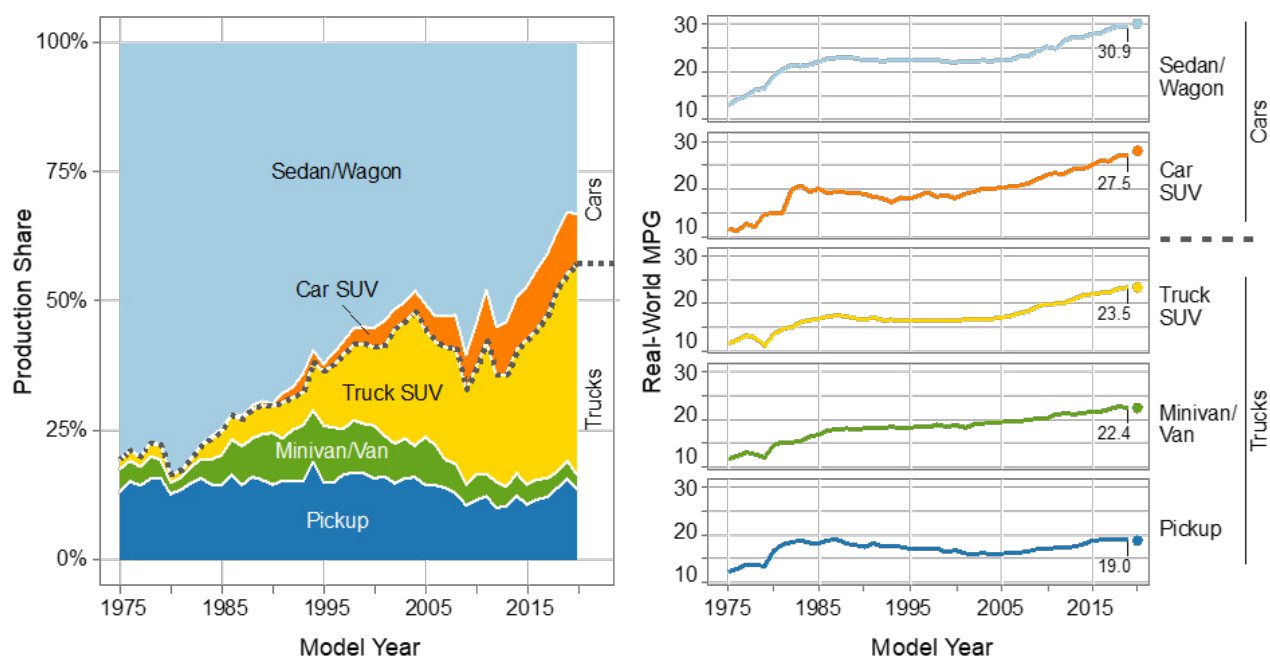 100%
75%
50%
25%
0%
Production Share
Sedan/Wagon
Car SUV
Truck SUV
Minivan/Van
Pickup
Cars
Trucks
1975
1985
1995
2005
2015
Model Year
Real-World MPG
30
20
10
30.9
Sedan/
Wagon
30
20
10
27.5
Car
SUV
Cars
30
20
10
23.5
Truck
SUV
30
20
10
22.4
Minivan/
Van
Trucks
30
20
10
19.0
Pickup
1975
1985
1995
2005
2015
Model Year